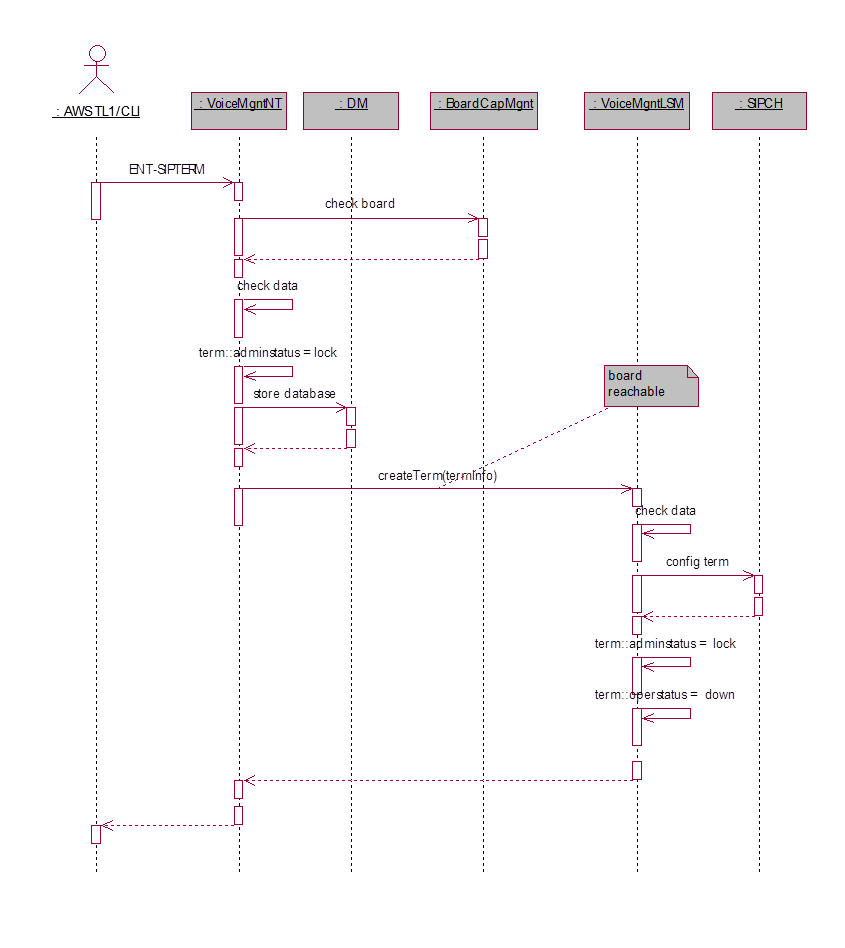 : AWSTL1/CLI
: VoiceMgntNT
: DM
: BoardCapMgnt
: VoiceMgntLSM
: SIPCH
ENT-SIPTERM
check board
check data
term::adminstatus = lock
board
reachable
store database
createTerm(terminfo)
check data
config term
term::adminstatus = lock
term::operstatus = down